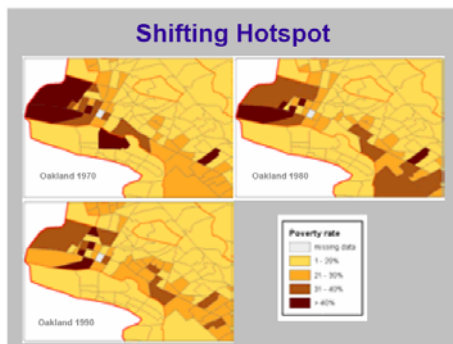 Shifting Hotspot
Oakland 1970
Oakland 1980
Oakland 1990
Poverty rate
missing data
1 - 20%
21 - 30%
31 - 40%
> 40%